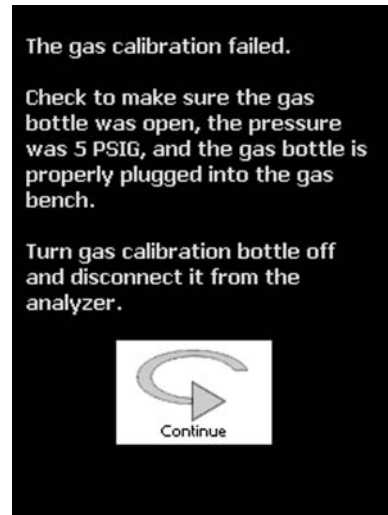 The gas calibration failed.
Check to make sure the gas
bottle was open, the pressure
was 5 PSIG, and the gas bottle is
properly plugged into the gas
bench.
Turn gas calibration bottle off
and disconnect it from the
analyzer.
Continue